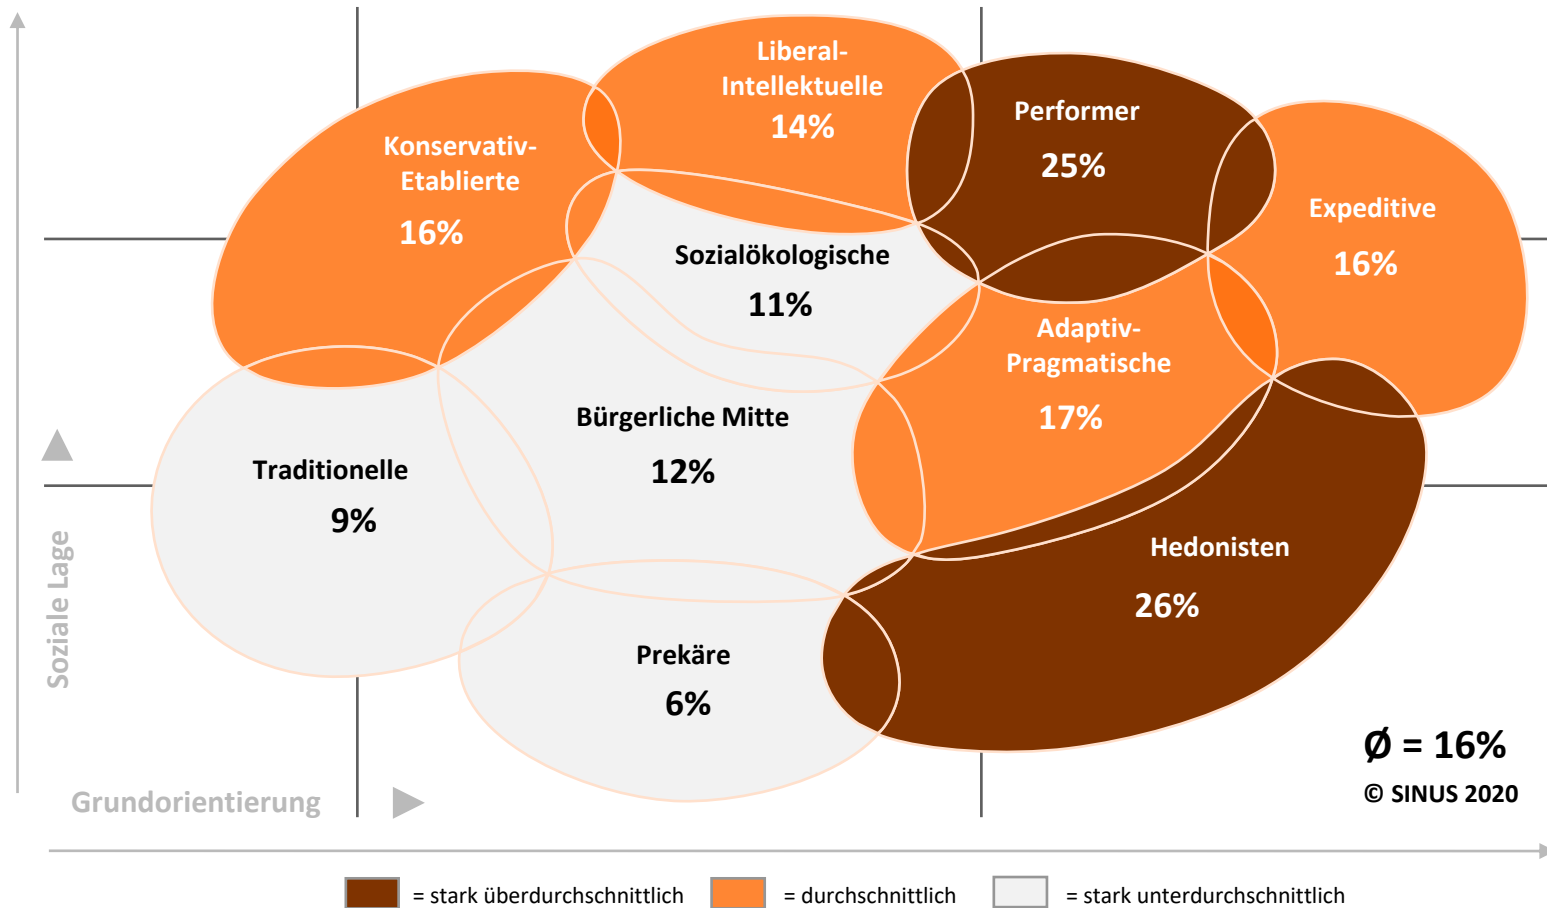 Liberal-
Intellektuelle
14%
Performer
25%
Konservativ-
Etablierte
16%
Expeditive
16%
Sozialökologische
11%
Adaptiv-
Pragmatische
17%
Bürgerliche Mitte
12%
Traditionelle
9%
Hedonisten
26%
Prekäre
6%
Soziale Lage
Grundorientierung
Ø = 16%
© SINUS 2020
= stark überdurchschnittlich
= durchschnittlich
= stark unterdurchschnittlich